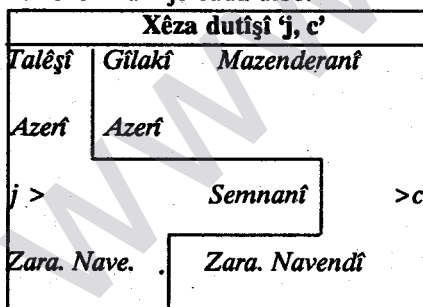 Xêza dutîşî ‘j, c’
Talêşî Gîlakî Mazenderanî
Azerî Azerî
j > Semnanî >c
Zara. Nave. . Zara. Navendî